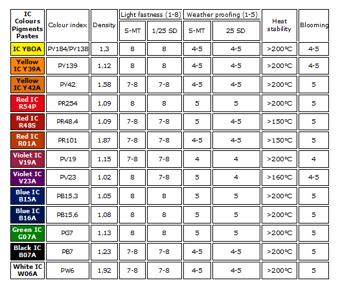 IC Colours Pigments Pastes | Colour index | Density | Light fastness (1-8) | Weather proofing (1-5) | Heat stability | Blooming
S-MT | 1/25 SD | S-MT | 25 SD
IC Y8OA | PY184/PY138 | 1.3 | 8 | 8 | 4-5 | 4-5 | >200°C | 4-5
Yellow IC Y39A | PY139 | 1.12 | 8 | 8 | 4-5 | 4-5 | >200°C | 4-5
Yellow IC Y42A | PY42 | 1.58 | 7-8 | 7-8 | 4-5 | 4-5 | >200°C | 5
Red IC R54P | PR254 | 1.09 | 8 | 8 | 5 | 5 | >200°C | 5
Red IC R48S | PR48.4 | 1.09 | 7-8 | 7-8 | 5 | 4-5 | >150°C | 5
Red IC R01A | PR101 | 1.87 | 7-8 | 7-8 | 4-5 | 4-5 | >150°C | 5
Violet IC V19A | PV19 | 1.15 | 7-8 | 7-8 | 4 | 4 | >200°C | 4
Violet IC V23A | PV23 | 1.02 | 8 | 7-8 | 5 | 4 | >160°C | 4-5
Blue IC B15A | PB15.3 | 1.05 | 8 | 8 | 5 | 5 | >200°C | 5
Blue IC B16A | PB15.6 | 1.08 | 8 | 8 | 5 | 5 | >200°C | 5
Green IC G07A | PG7 | 1.13 | 8 | 8 | 5 | 5 | >200°C | 5
Black IC B07A | PB7 | 1.23 | 7-8 | 7-8 | 4-5 | 4-5 | >200°C | 5
White IC W06A | PW6 | 1.92 | 7-8 | 7-8 | 4-5 | 4-5 | >200°C | 5